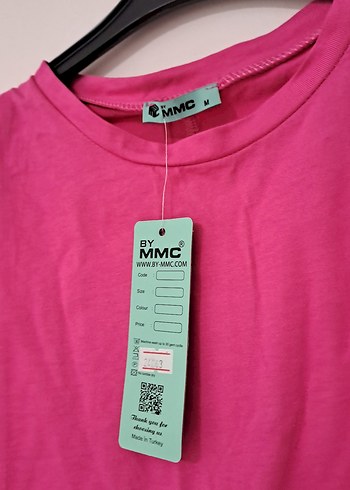 BY
MMC
M
BY
MMC®
WWW.BY-MMC.COM
Code
Size
Colour
Price
Thank you for
choosing us
Made in Turkey